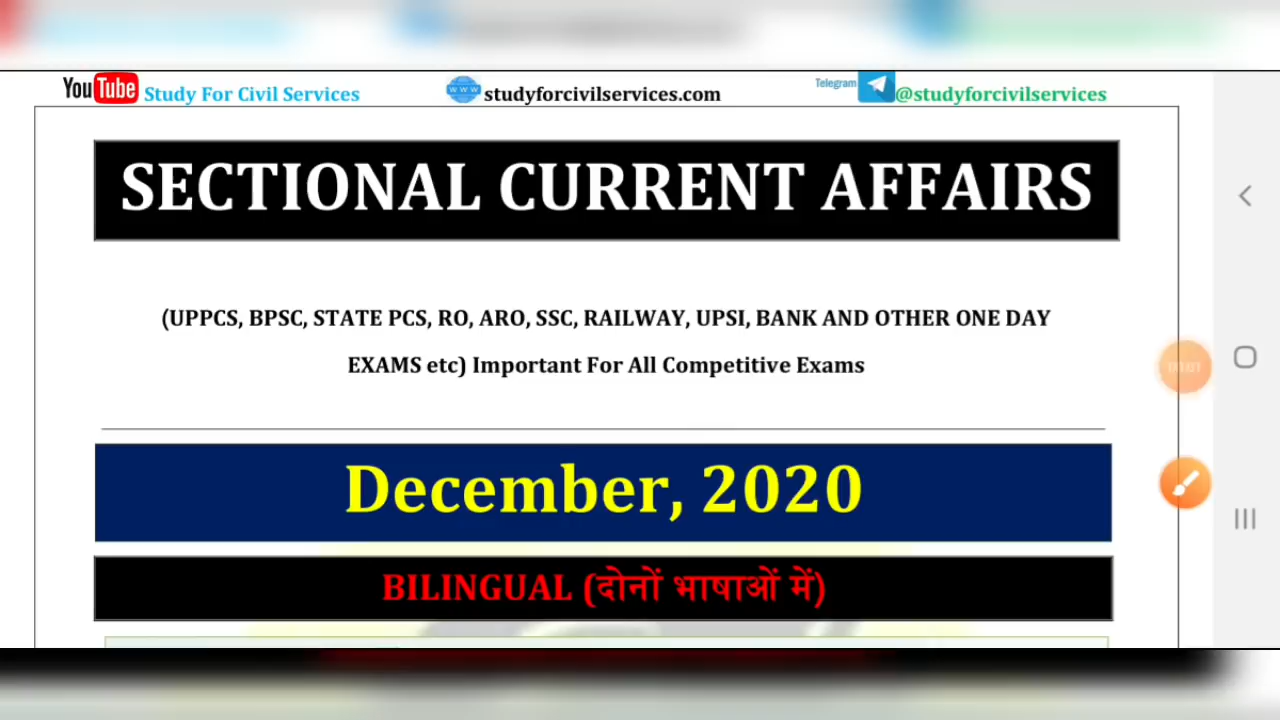 YouTube Study For Civil Services
studyforcivilservices.com
Telegram @studyforcivilservices
SECTIONAL CURRENT AFFAIRS
(UPPCS, BPSC, STATE PCS, RO, ARO, SSC, RAILWAY, UPSI, BANK AND OTHER ONE DAY
EXAMS etc) Important For All Competitive Exams
December, 2020
BILINGUAL (दोनों भाषाओं में)